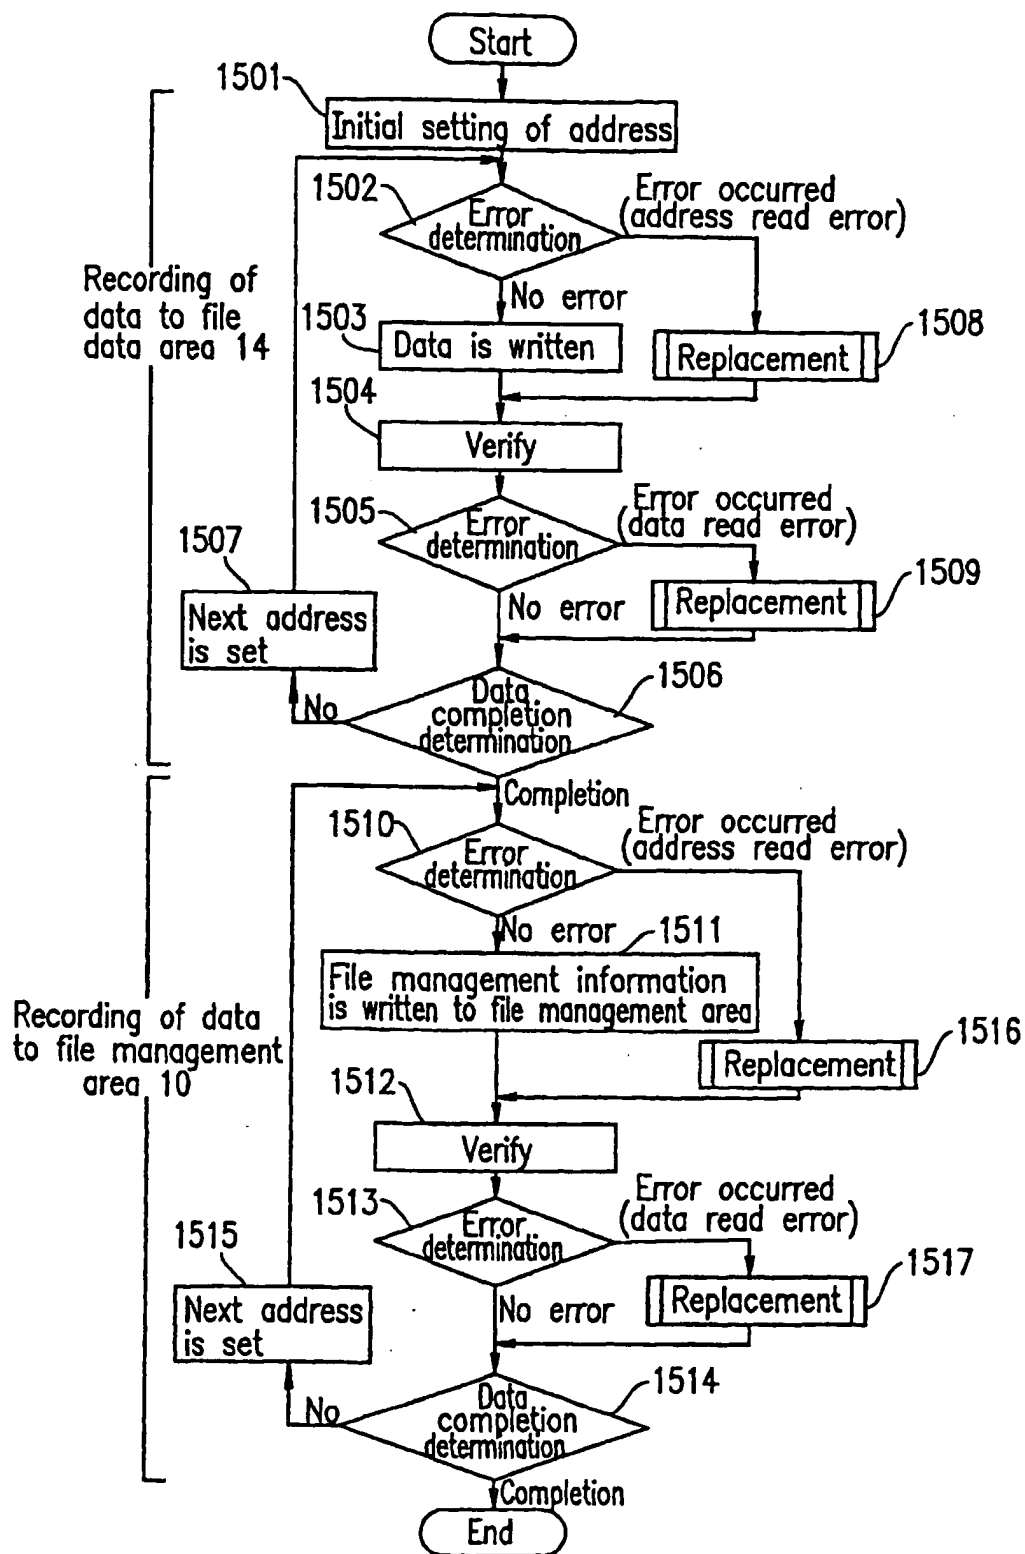 Start
1501
Initial setting of address
1502
Error
determination
Error occurred
(address read error)
No error
Recording of
data to file
data area 14
1503
Data is written
1508
Replacement
1504
Verify
1505
Error
determination
Error occurred
(data read error)
1507
Next address
is set
No error
1509
Replacement
1506
Data
completion
determination
No
Completion
1510
Error
determination
Error occurred
(address read error)
No error
1511
File management information
is written to file management area
Recording of data
to file management
area 10
1516
Replacement
1512
Verify
1513
Error
determination
Error occurred
(data read error)
1515
Next address
is set
No error
1517
Replacement
1514
Data
completion
determination
No
Completion
End